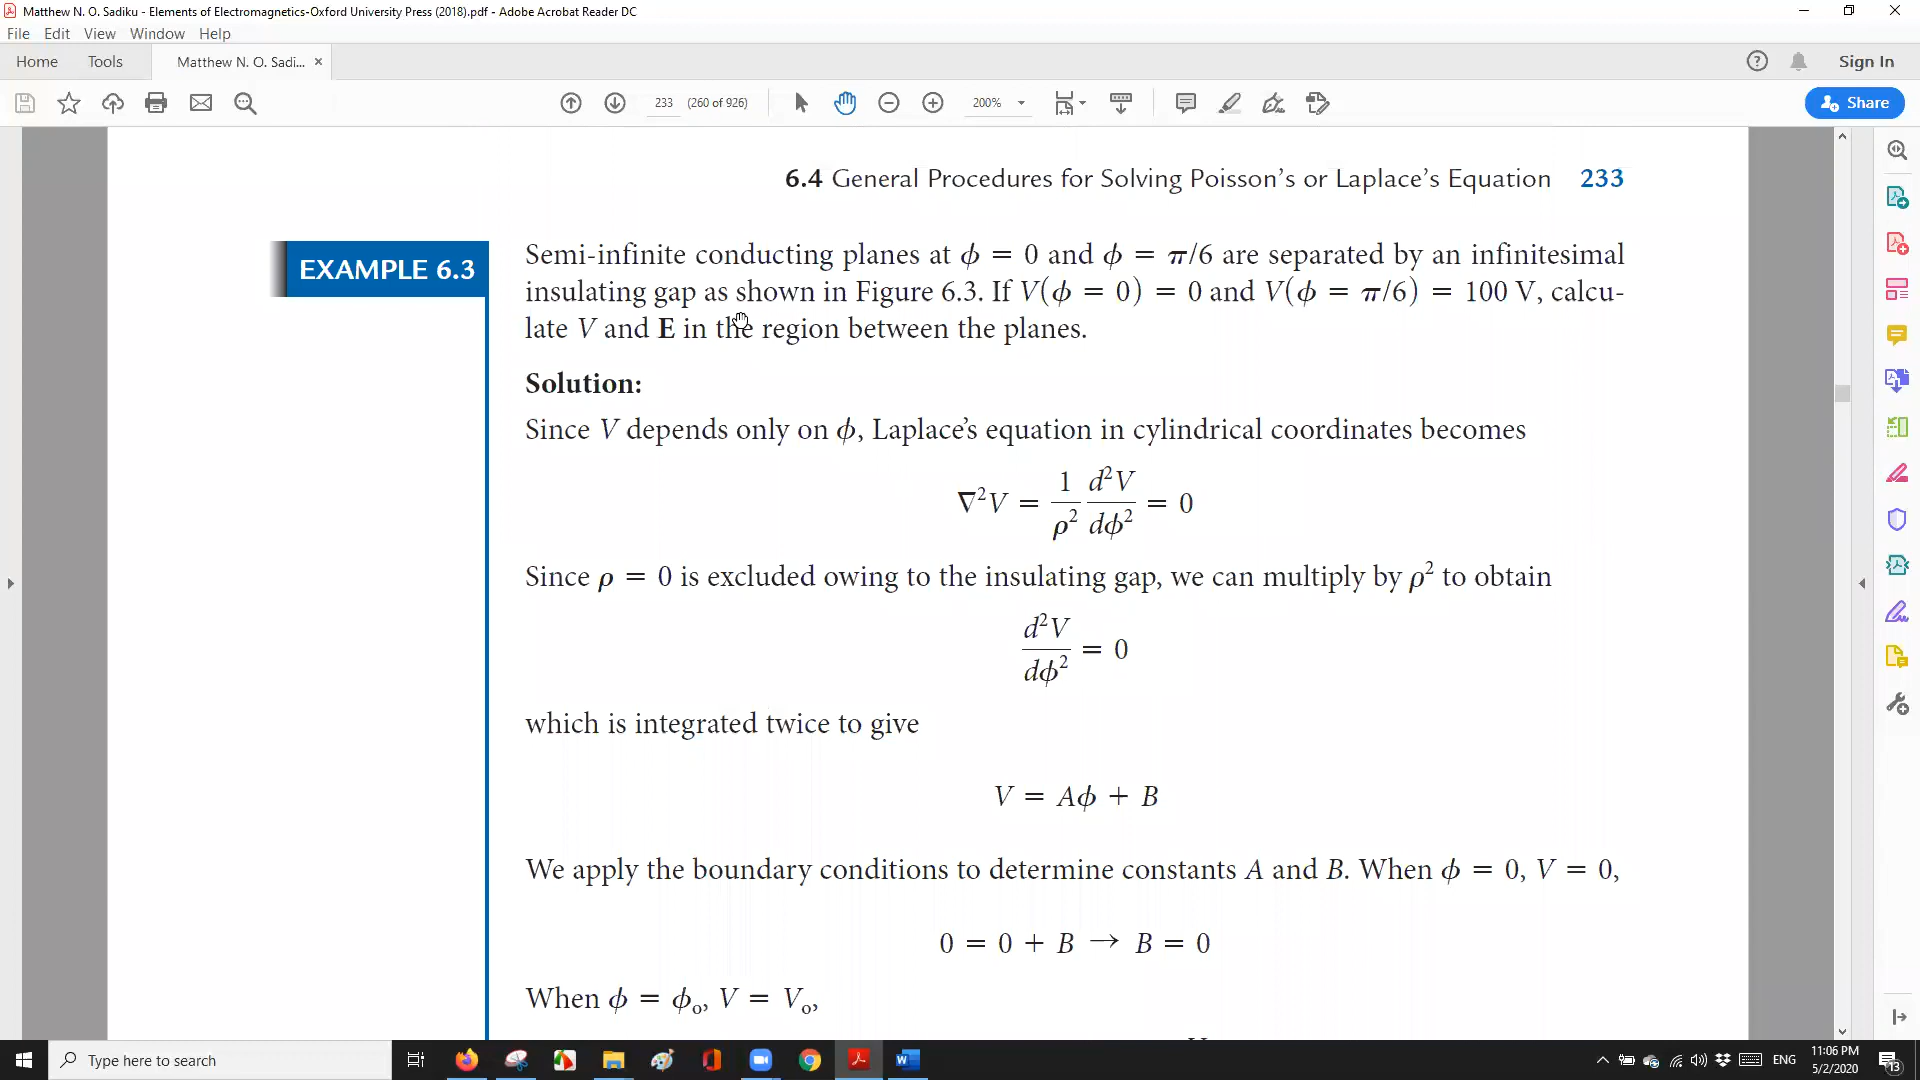 Matthew N. O. Sadiku - Elements of Electromagnetics-Oxford University Press (2018).pdf - Adobe Acrobat Reader DC
File Edit View Window Help
Home Tools Matthew N. O. Sadi... × Sign In
233 (260 of 926) 200% Share
6.4 General Procedures for Solving Poisson's or Laplace's Equation 233
EXAMPLE 6.3
Semi-infinite conducting planes at ϕ = 0 and ϕ = π/6 are separated by an infinitesimal
insulating gap as shown in Figure 6.3. If V(ϕ = 0) = 0 and V(ϕ = π/6) = 100 V, calcu-
late V and E in the region between the planes.
Solution:
Since V depends only on ϕ, Laplace's equation in cylindrical coordinates becomes
∇²V = 1/ρ² d²V/dϕ² = 0
Since ρ = 0 is excluded owing to the insulating gap, we can multiply by ρ² to obtain
d²V/dϕ² = 0
which is integrated twice to give
V = Aϕ + B
We apply the boundary conditions to determine constants A and B. When ϕ = 0, V = 0,
0 = 0 + B → B = 0
When ϕ = ϕₒ, V = Vₒ,
Type here to search
ENG
11:06 PM
5/2/2020
13